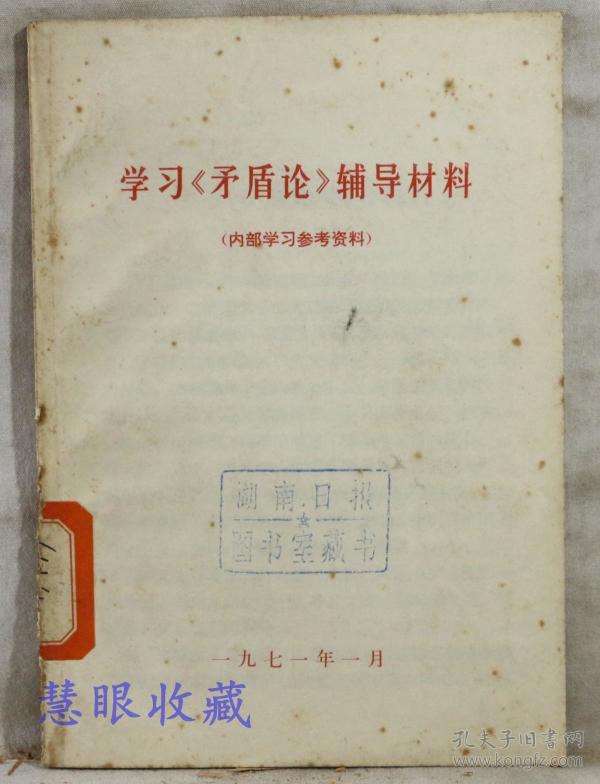 学习《矛盾论》辅导材料
（内部学习参考资料）
湖南日报
图书室藏书
一九七一年一月
慧眼收藏
孔夫子旧书网
www.kongfz.com